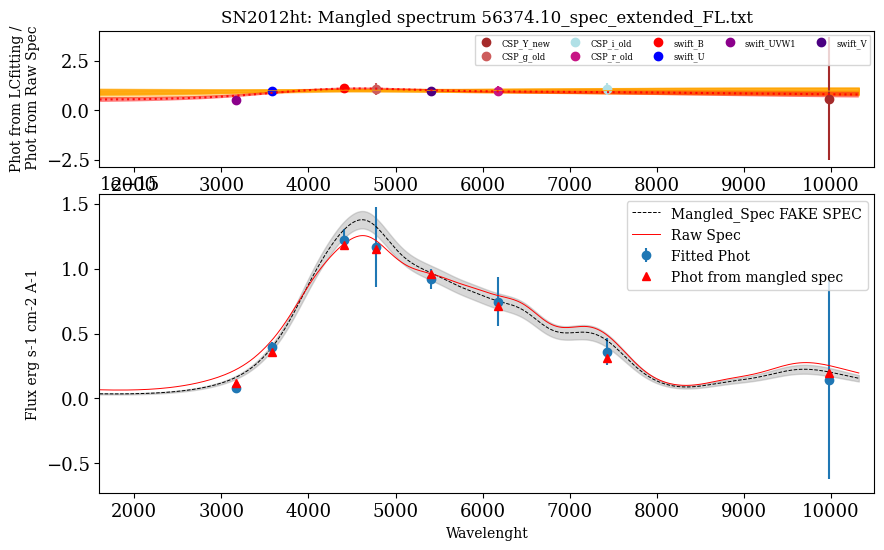 SN2012ht: Mangled spectrum 56374.10_spec_extended_FL.txt
Phot from LCfitting /
Phot from Raw Spec
2.5
0.0
−2.5
CSP_Y_new CSP_i_old swift_B swift_UVW1 swift_V
CSP_g_old CSP_r_old swift_U
2000 3000 4000 5000 6000 7000 8000 9000 10000
1e−15
Flux erg s-1 cm-2 A-1
1.5
1.0
0.5
0.0
−0.5
Mangled_Spec FAKE SPEC
Raw Spec
Fitted Phot
Phot from mangled spec
2000 3000 4000 5000 6000 7000 8000 9000 10000
Wavelenght